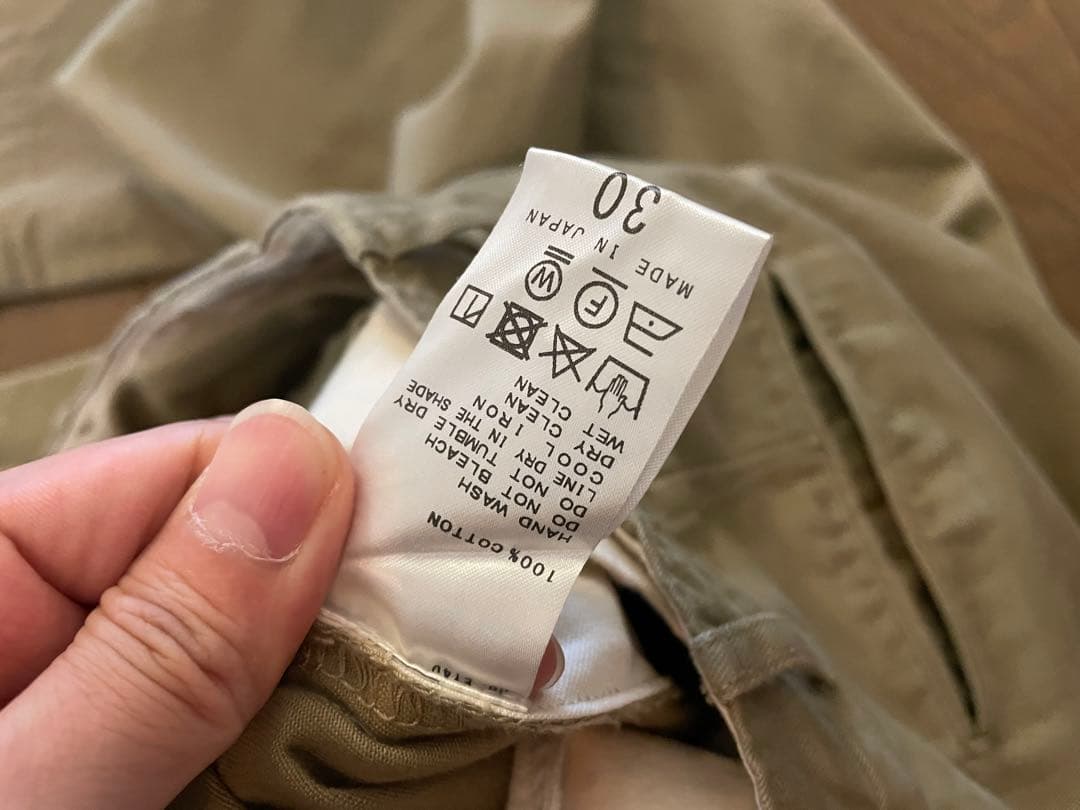 100% COTTON
HAND WASH
DO NOT BLEACH
DO NOT TUMBLE DRY
LINE DRY IN THE SHADE
COOL IRON
DRY CLEAN
WET CLEAN
F
W
MADE IN JAPAN
30